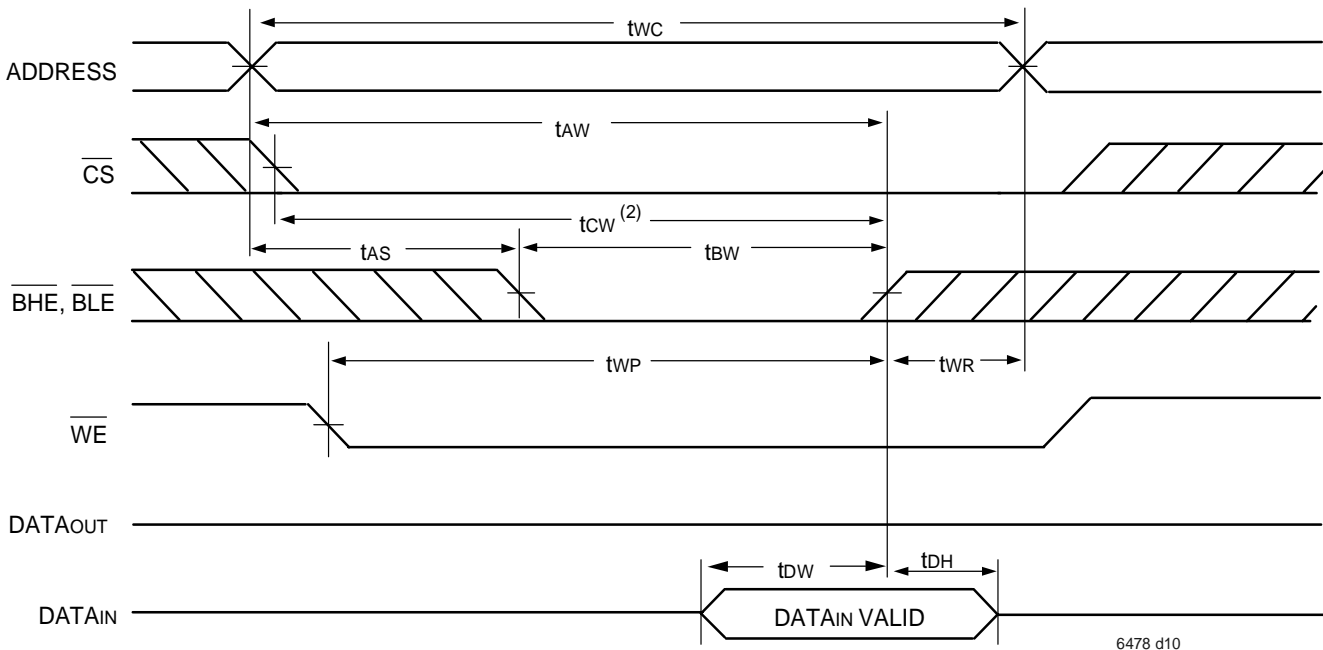 tWC
ADDRESS
tAW
CS
tCW (2)
tAS
tBW
BHE, BLE
tWP
tWR
WE
DATAOUT
tDW
tDH
DATAIN
DATAIN VALID
6478 d10